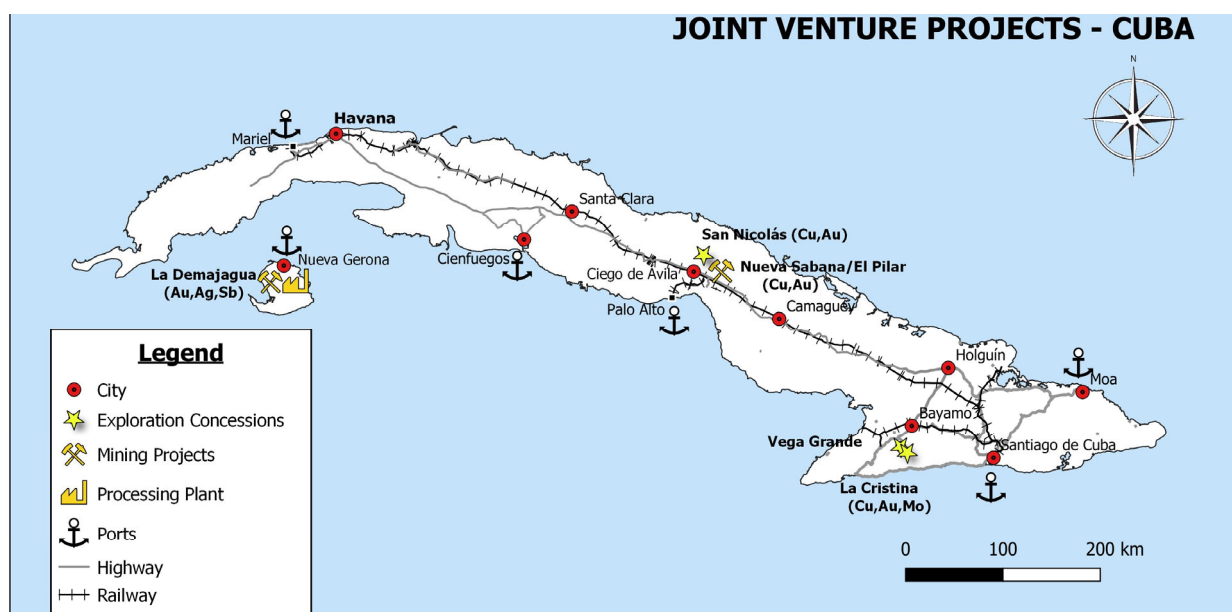 JOINT VENTURE PROJECTS - CUBA
N
Havana
Mariel
Santa Clara
San Nicolás (Cu,Au)
Cienfuegos
Nueva Gerona
La Demajagua
(Au,Ag,Sb)
Ciego de Ávila
Nueva Sabana/El Pilar
(Cu,Au)
Palo Alto
Camaguey
Holguín
Moa
Bayamo
Vega Grande
Santiago de Cuba
La Cristina
(Cu,Au,Mo)
Legend
City
Exploration Concessions
Mining Projects
Processing Plant
Ports
Highway
Railway
0 100 200 km